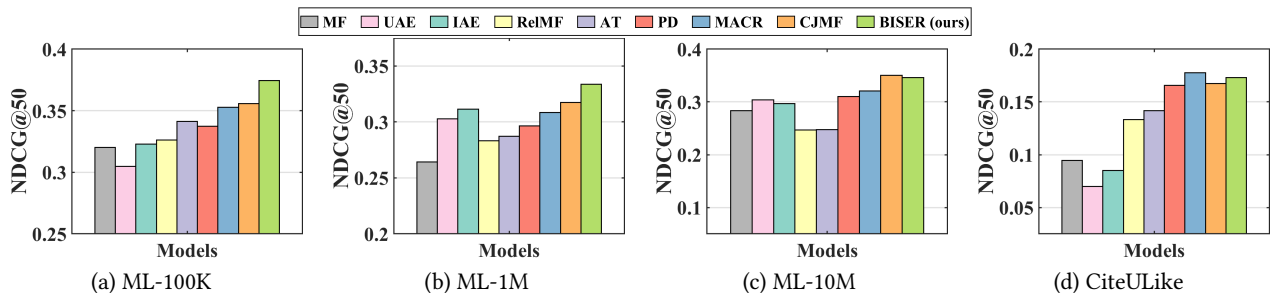 MF UAE IAE RelMF AT PD MACR CJMF BISER (ours)
NDCG@50
0.4
0.35
0.3
0.25
Models
(a) ML-100K
NDCG@50
0.35
0.3
0.25
0.2
Models
(b) ML-1M
NDCG@50
0.4
0.3
0.2
0.1
Models
(c) ML-10M
NDCG@50
0.2
0.15
0.1
0.05
Models
(d) CiteULike